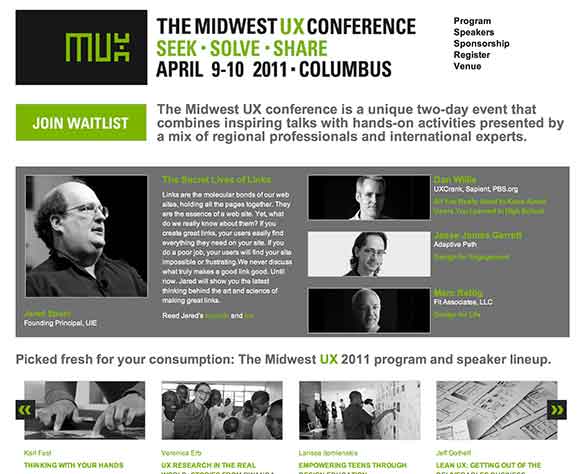 MUX
THE MIDWEST UX CONFERENCE
SEEK · SOLVE · SHARE
APRIL 9-10 2011 · COLUMBUS
Program
Speakers
Sponsorship
Register
Venue
JOIN WAITLIST
The Midwest UX conference is a unique two-day event that
combines inspiring talks with hands-on activities presented by
a mix of regional professionals and international experts.
Jared Spool
Founding Principal, UIE
The Secret Lives of Links
Links are the molecular bonds of our web
sites, holding all the pages together. They
are the essence of a web site. Yet, what
do we really know about them? If you
create great links, your users easily find
everything they need on your site. If you
do a poor job, your users will find your site
impossible or frustrating.We never discuss
what truly makes a good link good. Until
now. Jared will show you the latest
thinking behind the art and science of
making great links.
Read Jared's and
Dan Willis
UXCrank, Sapient, PBS.org
All You Really Need to Know About
Users You Learned in High School
Jesse James Garrett
Adaptive Path
Design for Engagement
Marc Rettig
Fit Associates, LLC
Design for Life
Picked fresh for your consumption: The Midwest UX 2011 program and speaker lineup.
«
»
Karl Fast
THINKING WITH YOUR HANDS
Veronica Erb
UX RESEARCH IN THE REAL
Larissa Itomlenskis
EMPOWERING TEENS THROUGH
Jeff Gothelf
LEAN UX: GETTING OUT OF THE